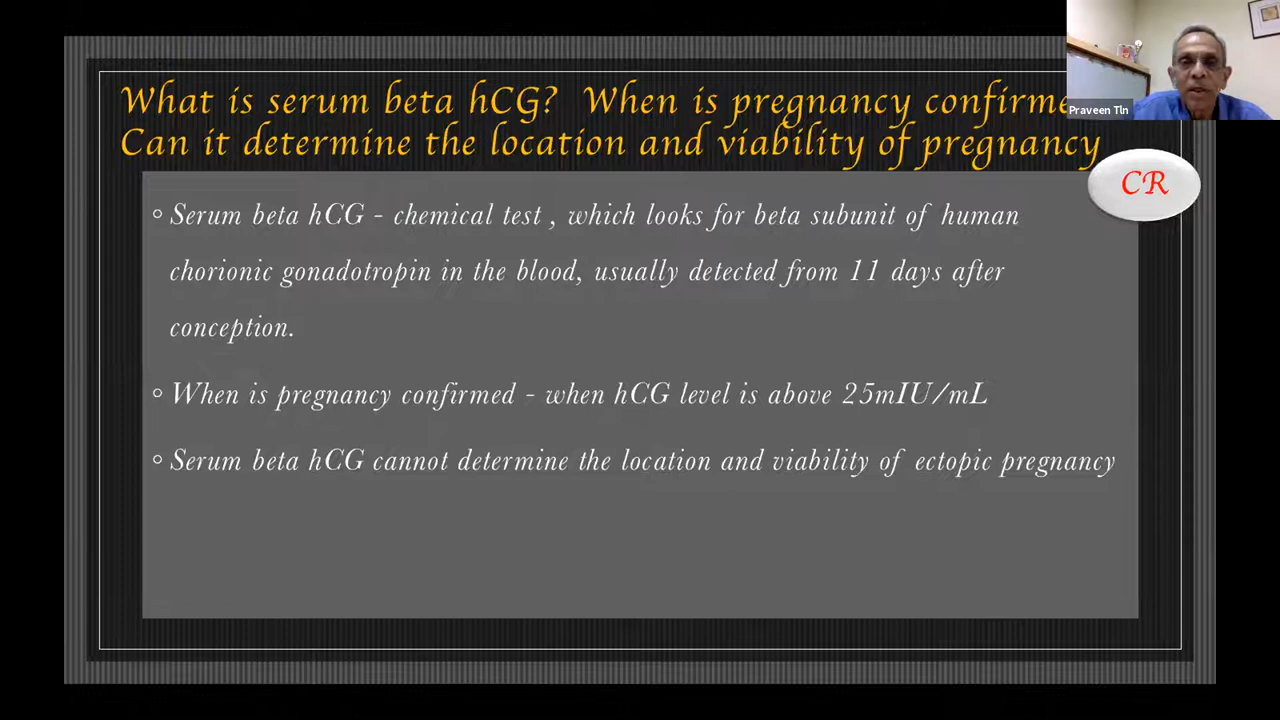 What is serum beta hCG? When is pregnancy confirme
Can it determine the location and viability of pregnancy
Praveen Tln
CR
◦ Serum beta hCG - chemical test , which looks for beta subunit of human
chorionic gonadotropin in the blood, usually detected from 11 days after
conception.
◦ When is pregnancy confirmed - when hCG level is above 25mIU/mL
◦ Serum beta hCG cannot determine the location and viability of ectopic pregnancy